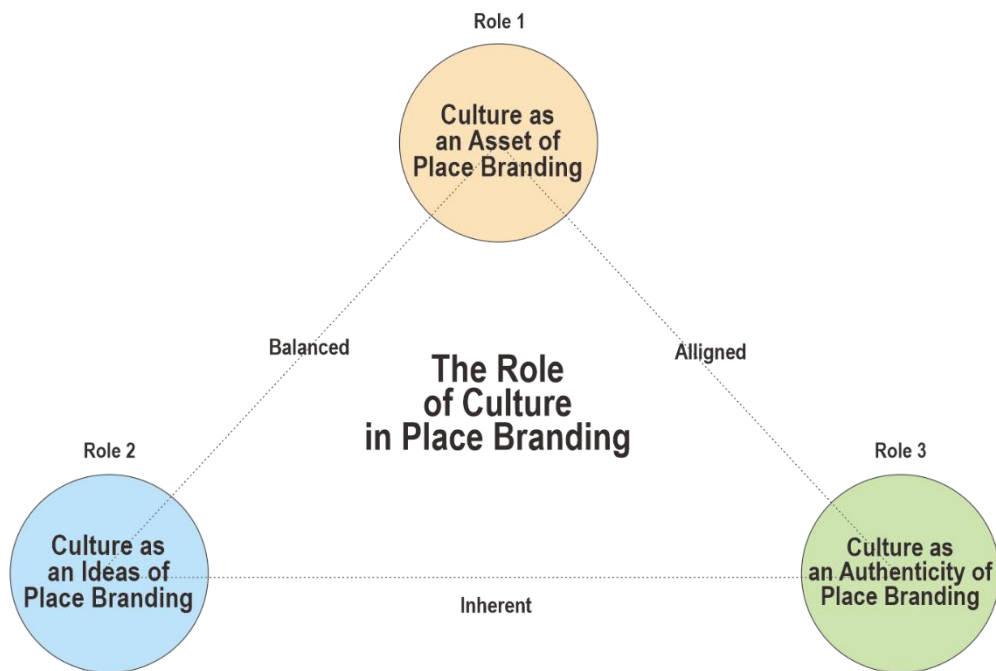 Role 1
Culture as
an Asset of
Place Branding
Balanced
Alligned
The Role
of Culture
in Place Branding
Role 2
Culture as
an Ideas of
Place Branding
Role 3
Culture as
an Authenticity of
Place Branding
Inherent